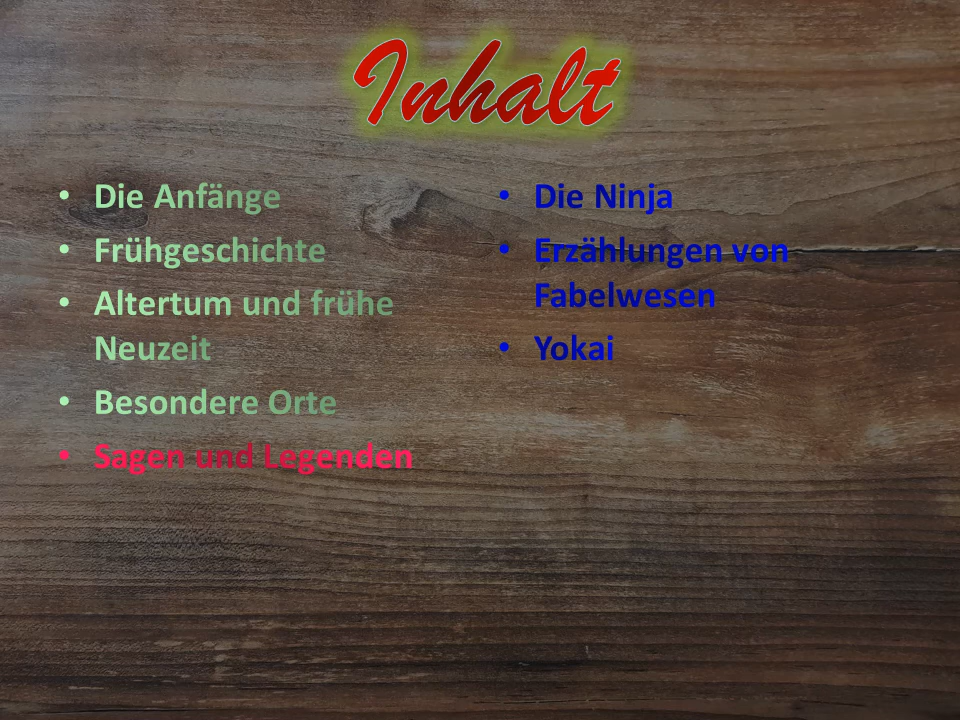 Inhalt
• Die Anfänge
• Frühgeschichte
• Altertum und frühe
Neuzeit
• Besondere Orte
• Sagen und Legenden
• Die Ninja
• Erzählungen von
Fabelwesen
• Yokai